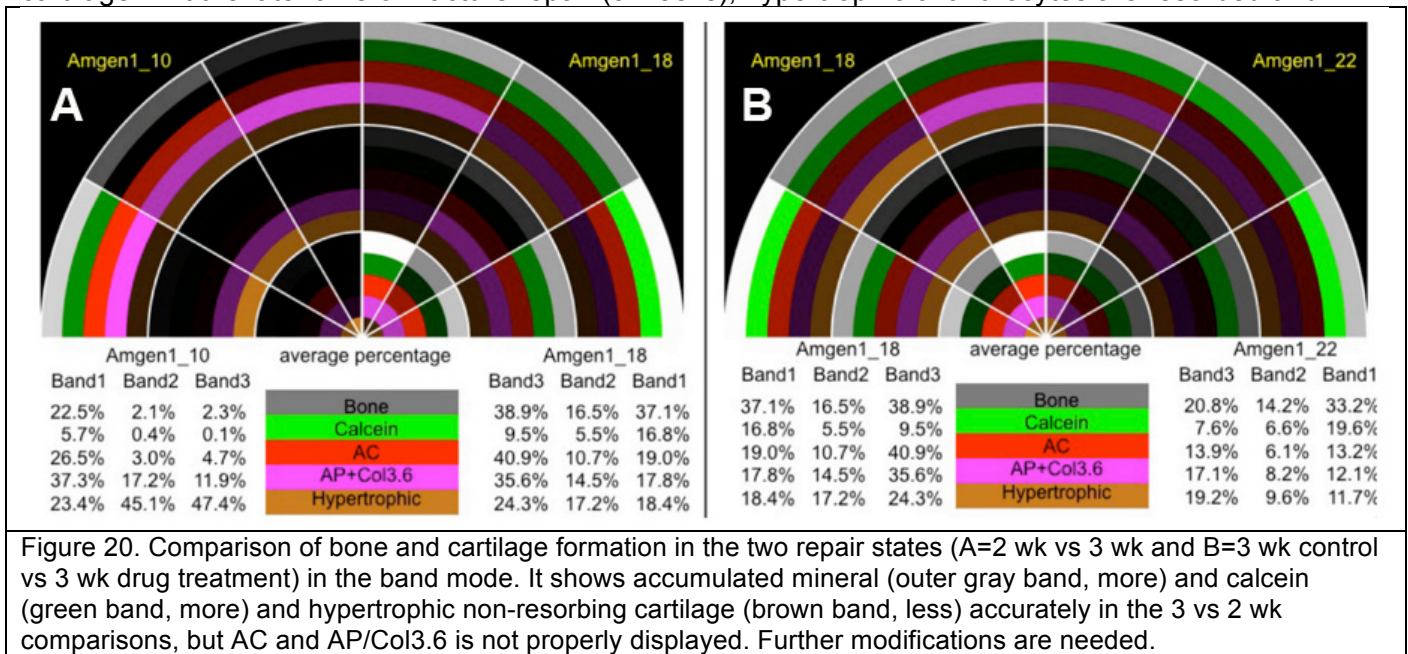 Amgen1_10 Amgen1_18 Amgen1_18 Amgen1_22
A B
Amgen1_10 average percentage Amgen1_18 Amgen1_18 average percentage Amgen1_22
Band1 Band2 Band3 Band3 Band2 Band1 Band1 Band2 Band3 Band3 Band2 Band1
22.5% 2.1% 2.3% Bone 38.9% 16.5% 37.1% 37.1% 16.5% 38.9% Bone 20.8% 14.2% 33.2%
5.7% 0.4% 0.1% Calcein 9.5% 5.5% 16.8% 16.8% 5.5% 9.5% Calcein 7.6% 6.6% 19.6%
26.5% 3.0% 4.7% AC 40.9% 10.7% 19.0% 19.0% 10.7% 40.9% AC 13.9% 6.1% 13.2%
37.3% 17.2% 11.9% AP+Col3.6 35.6% 14.5% 17.8% 17.8% 14.5% 35.6% AP+Col3.6 17.1% 8.2% 12.1%
23.4% 45.1% 47.4% Hypertrophic 24.3% 17.2% 18.4% 18.4% 17.2% 24.3% Hypertrophic 19.2% 9.6% 11.7%
Figure 20. Comparison of bone and cartilage formation in the two repair states (A=2 wk vs 3 wk and B=3 wk control
vs 3 wk drug treatment) in the band mode. It shows accumulated mineral (outer gray band, more) and calcein
(green band, more) and hypertrophic non-resorbing cartilage (brown band, less) accurately in the 3 vs 2 wk
comparisons, but AC and AP/Col3.6 is not properly displayed. Further modifications are needed.